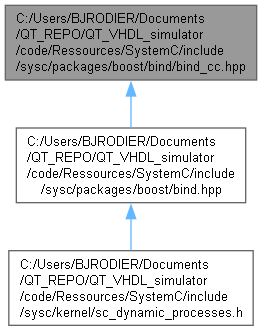 C:/Users/BJRODIER/Documents
/QT_REPO/QT_VHDL_simulator
/code/Ressources/SystemC/include
/sysc/packages/boost/bind/bind_cc.hpp
C:/Users/BJRODIER/Documents
/QT_REPO/QT_VHDL_simulator
/code/Ressources/SystemC/include
/sysc/packages/boost/bind.hpp
C:/Users/BJRODIER/Documents
/QT_REPO/QT_VHDL_simulator
/code/Ressources/SystemC/include
/sysc/kernel/sc_dynamic_processes.h